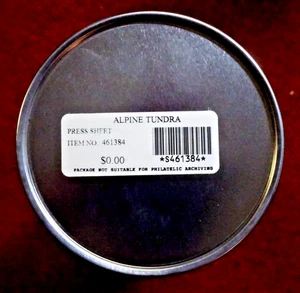 ALPINE TUNDRA
PRESS SHEET
ITEM NO: 461384
*S461384*
$0.00
PACKAGE NOT SUITABLE FOR PHILATELIC ARCHIVING